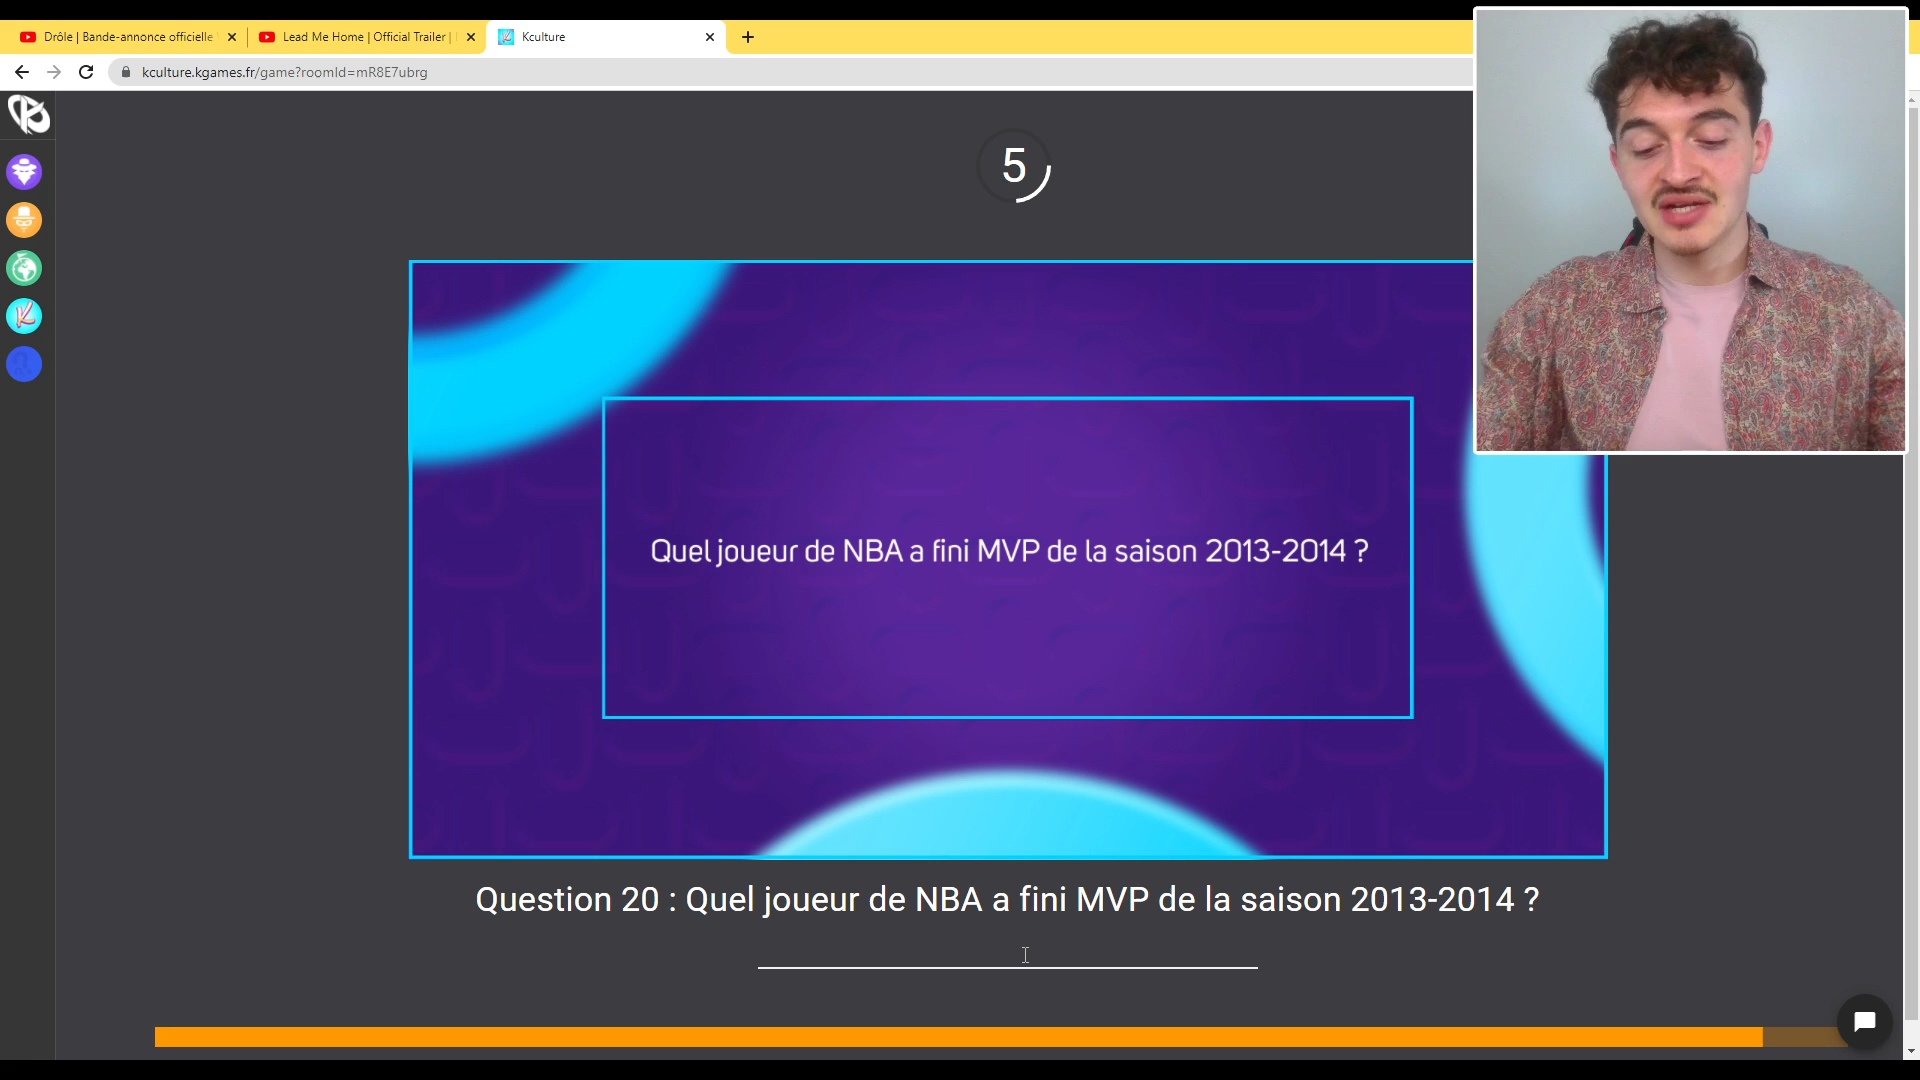 Drôle | Bande-annonce officielle
Lead Me Home | Official Trailer |
Kculture
kculture.kgames.fr/game?roomId=mR8E7ubrg
5
Quel joueur de NBA a fini MVP de la saison 2013-2014 ?
Question 20 : Quel joueur de NBA a fini MVP de la saison 2013-2014 ?